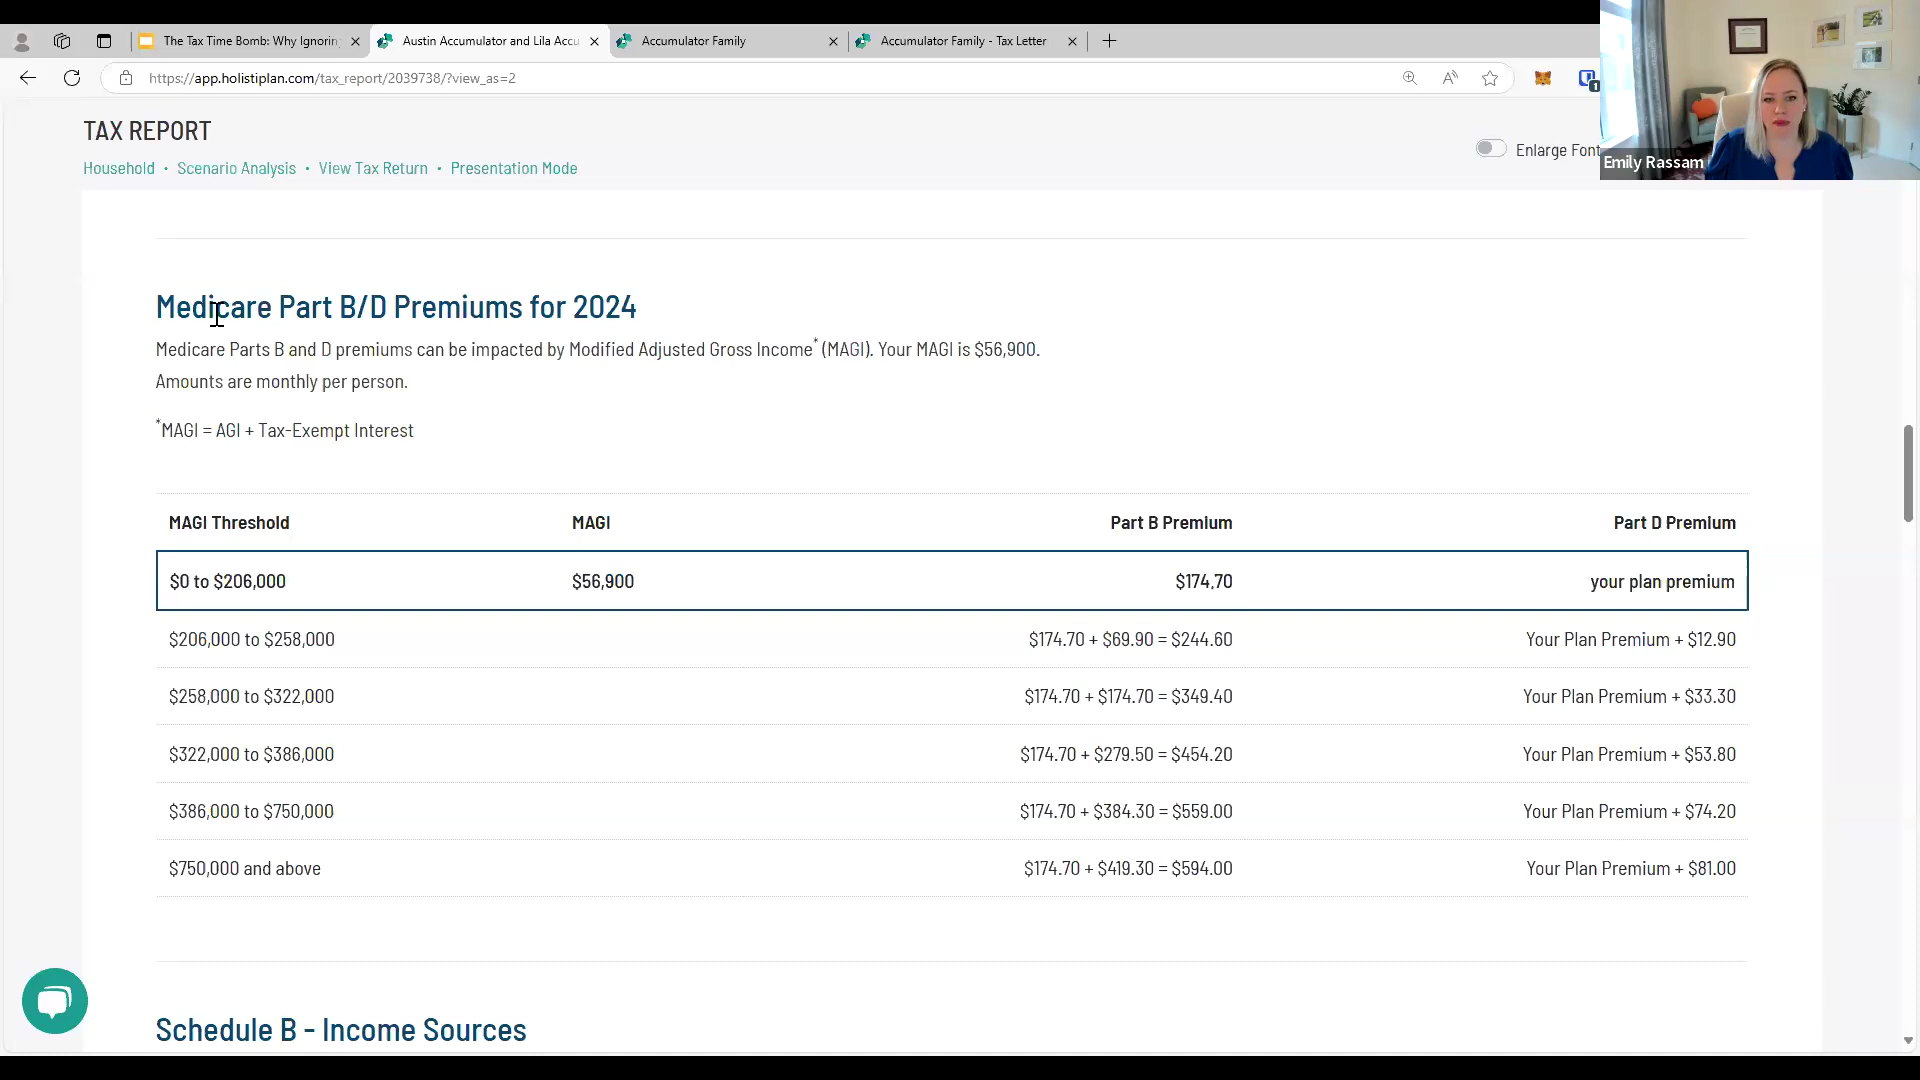 The Tax Time Bomb: Why Ignorin
Austin Accumulator and Lila Accu
Accumulator Family
Accumulator Family - Tax Letter
https://app.holistiplan.com/tax_report/2039738/?view_as=2
1
TAX REPORT
Household • Scenario Analysis • View Tax Return • Presentation Mode
Enlarge Font
Emily Rassam
Medicare Part B/D Premiums for 2024
Medicare Parts B and D premiums can be impacted by Modified Adjusted Gross Income* (MAGI). Your MAGI is $56,900.
Amounts are monthly per person.
*MAGI = AGI + Tax-Exempt Interest
MAGI Threshold MAGI Part B Premium Part D Premium
$0 to $206,000 $56,900 $174.70 your plan premium
$206,000 to $258,000 $174.70 + $69.90 = $244.60 Your Plan Premium + $12.90
$258,000 to $322,000 $174.70 + $174.70 = $349.40 Your Plan Premium + $33.30
$322,000 to $386,000 $174.70 + $279.50 = $454.20 Your Plan Premium + $53.80
$386,000 to $750,000 $174.70 + $384.30 = $559.00 Your Plan Premium + $74.20
$750,000 and above $174.70 + $419.30 = $594.00 Your Plan Premium + $81.00
Schedule B - Income Sources